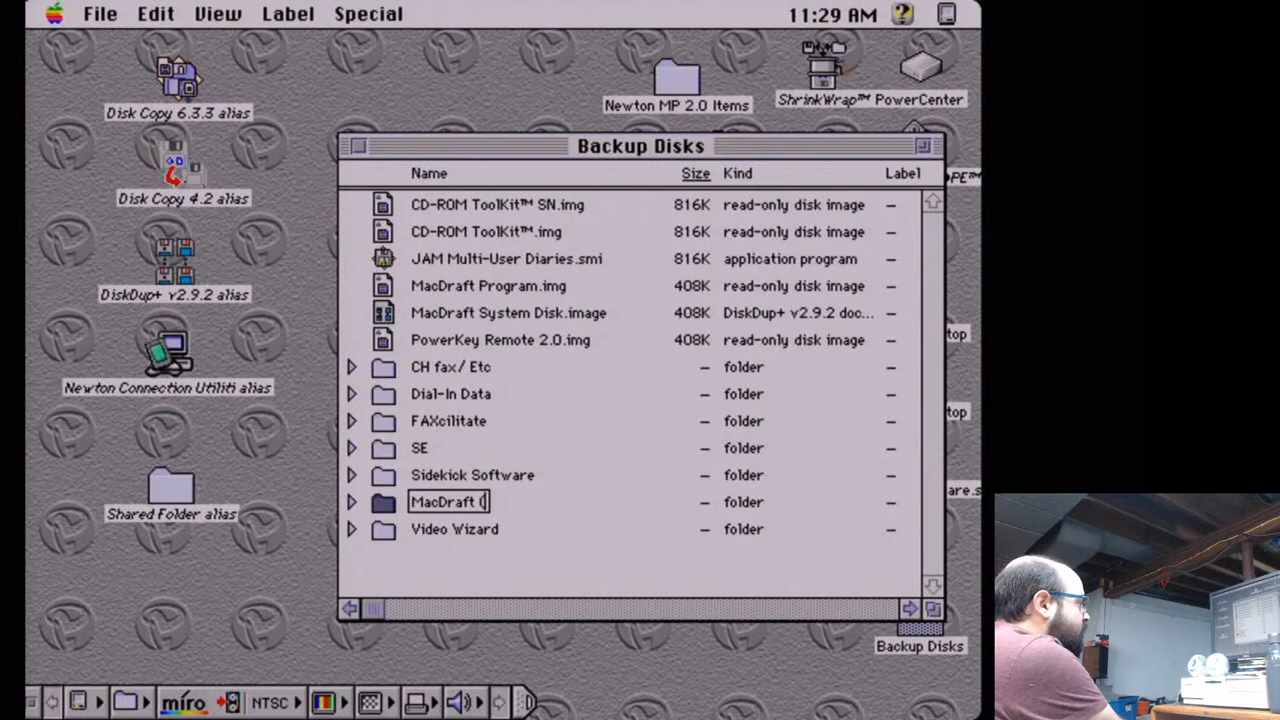 File Edit View Label Special 11:29 AM
Disk Copy 6.3.3 alias
Newton MP 2.0 Items
ShrinkWrap™ PowerCenter
Backup Disks
Name Size Kind Label
Disk Copy 4.2 alias
CD-ROM ToolKit™ SN.img 816K read-only disk image –
CD-ROM ToolKit™.img 816K read-only disk image –
JAM Multi-User Diaries.smi 816K application program –
MacDraft Program.img 408K read-only disk image –
DiskDup+ v2.9.2 alias
MacDraft System Disk.image 408K DiskDup+ v2.9.2 doc... –
PowerKey Remote 2.0.img 408K read-only disk image –
CH fax/ Etc – folder –
Newton Connection Utiliti alias
Dial-In Data – folder –
FAXcilitate – folder –
SE – folder –
Sidekick Software – folder –
MacDraft ( – folder –
Shared Folder alias
Video Wizard – folder –
Backup Disks
miro NTSC